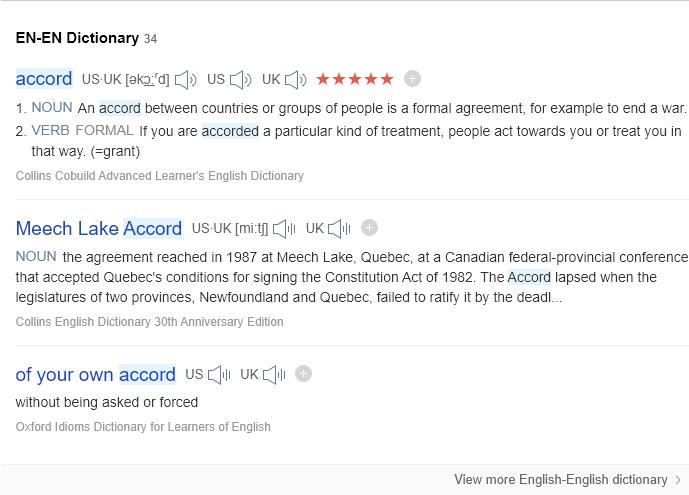 EN-EN Dictionary 34
accord US·UK [əkɔːʳd] US UK ★★★★★
1. NOUN An accord between countries or groups of people is a formal agreement, for example to end a war.
2. VERB FORMAL If you are accorded a particular kind of treatment, people act towards you or treat you in
that way. (=grant)
Collins Cobuild Advanced Learner's English Dictionary
Meech Lake Accord US·UK [miːtʃ] UK
NOUN the agreement reached in 1987 at Meech Lake, Quebec, at a Canadian federal-provincial conference
that accepted Quebec's conditions for signing the Constitution Act of 1982. The Accord lapsed when the
legislatures of two provinces, Newfoundland and Quebec, failed to ratify it by the deadl...
Collins English Dictionary 30th Anniversary Edition
of your own accord US UK
without being asked or forced
Oxford Idioms Dictionary for Learners of English
View more English-English dictionary >